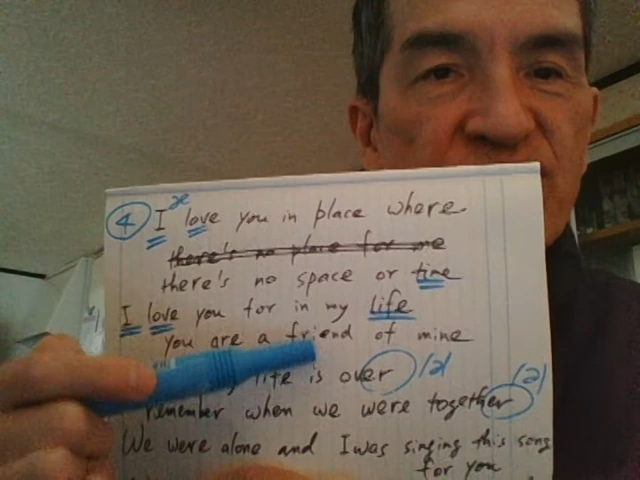 ④ I love you in place where
there's no place for me
there's no space or time
I love you for in my life
you are a friend of mine
life is over |ə|
remember when we were together |ə|
We were alone and I was singing this song
for you